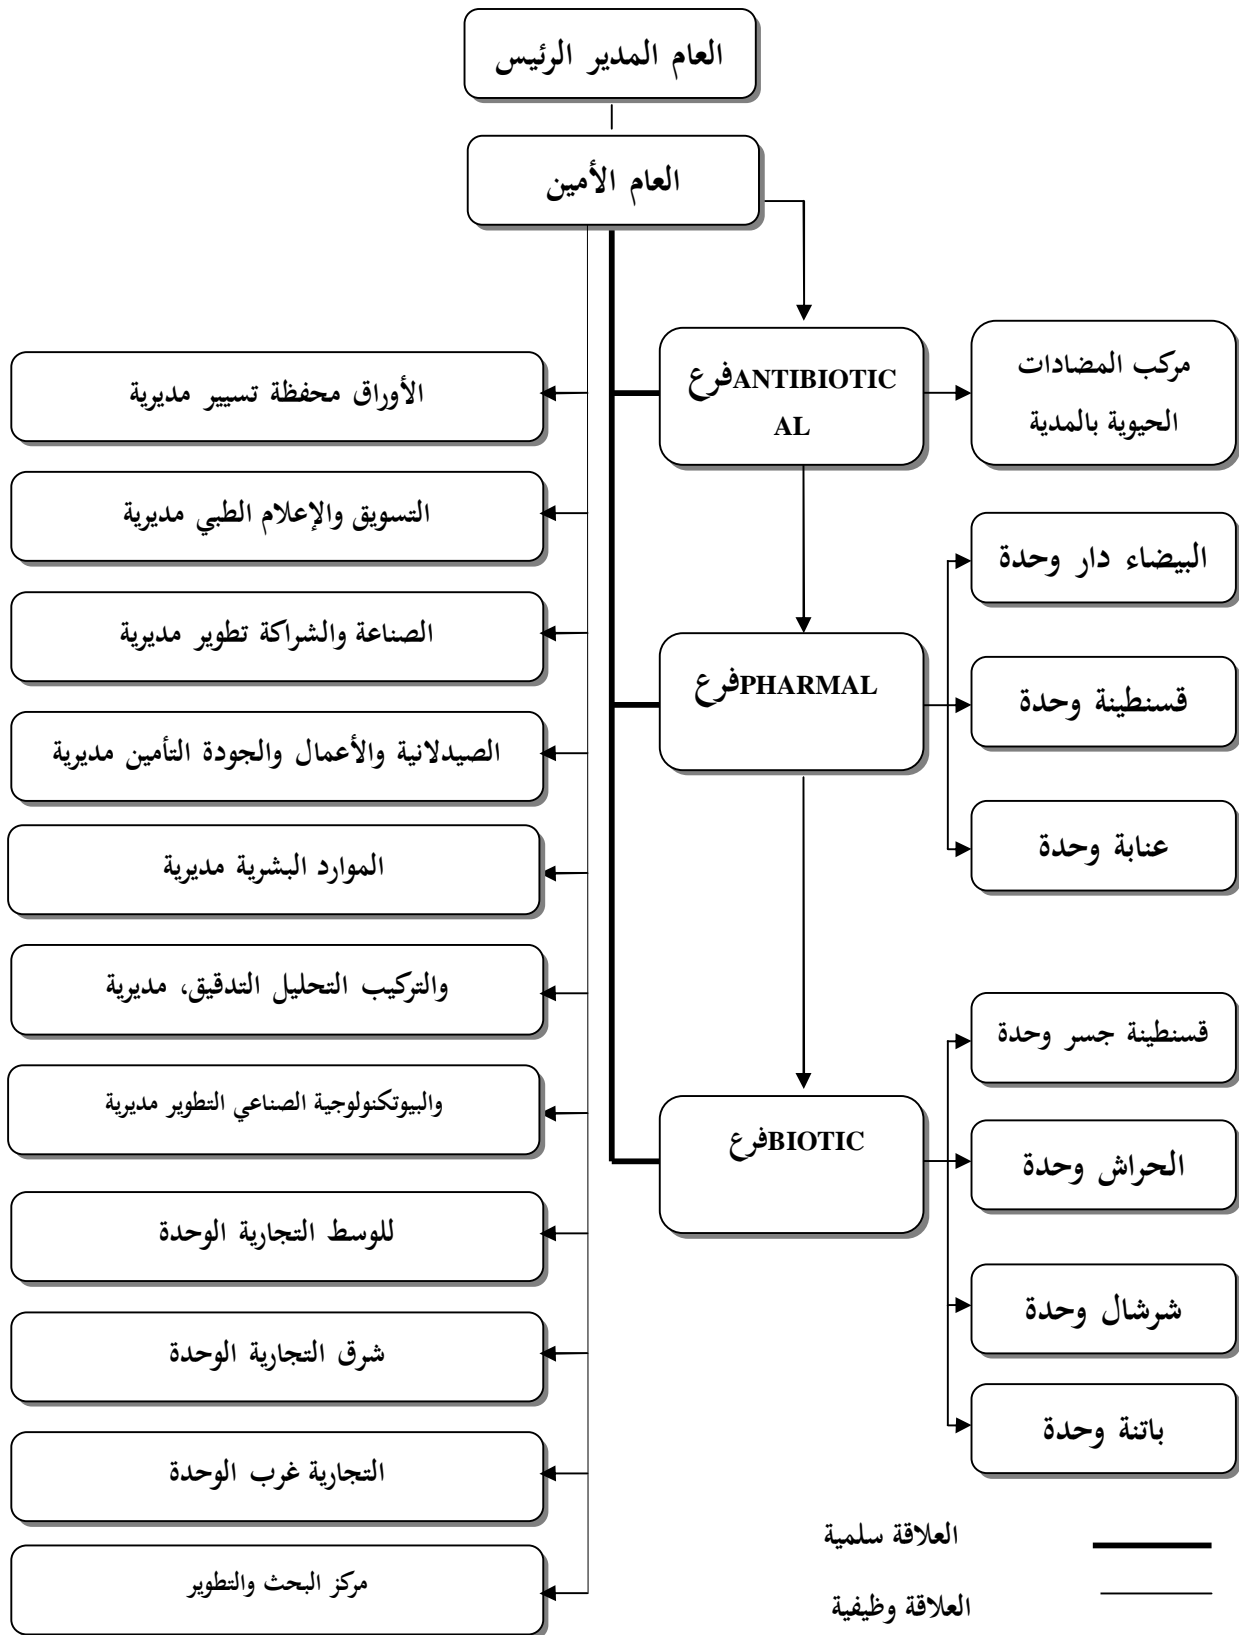 العام المدير الرئيس
العام الأمين
ANTIBIOTICفرع
AL
مركب المضادات
الحيوية بالمدية
الأوراق محفظة تسيير مديرية
التسويق والإعلام الطبي مديرية
البيضاء دار وحدة
الصناعة والشراكة تطوير مديرية
PHARMALفرع
قسنطينة وحدة
الصيدلانية والأعمال والجودة التأمين مديرية
عنابة وحدة
الموارد البشرية مديرية
والتركيب التحليل التدقيق، مديرية
قسنطينة جسر وحدة
والبيوتكنولوجية الصناعي التطوير مديرية
BIOTICفرع
الحراش وحدة
للوسط التجارية الوحدة
شرشال وحدة
شرق التجارية الوحدة
باتنة وحدة
التجارية غرب الوحدة
مركز البحث والتطوير
العلاقة سلمية
العلاقة وظيفية